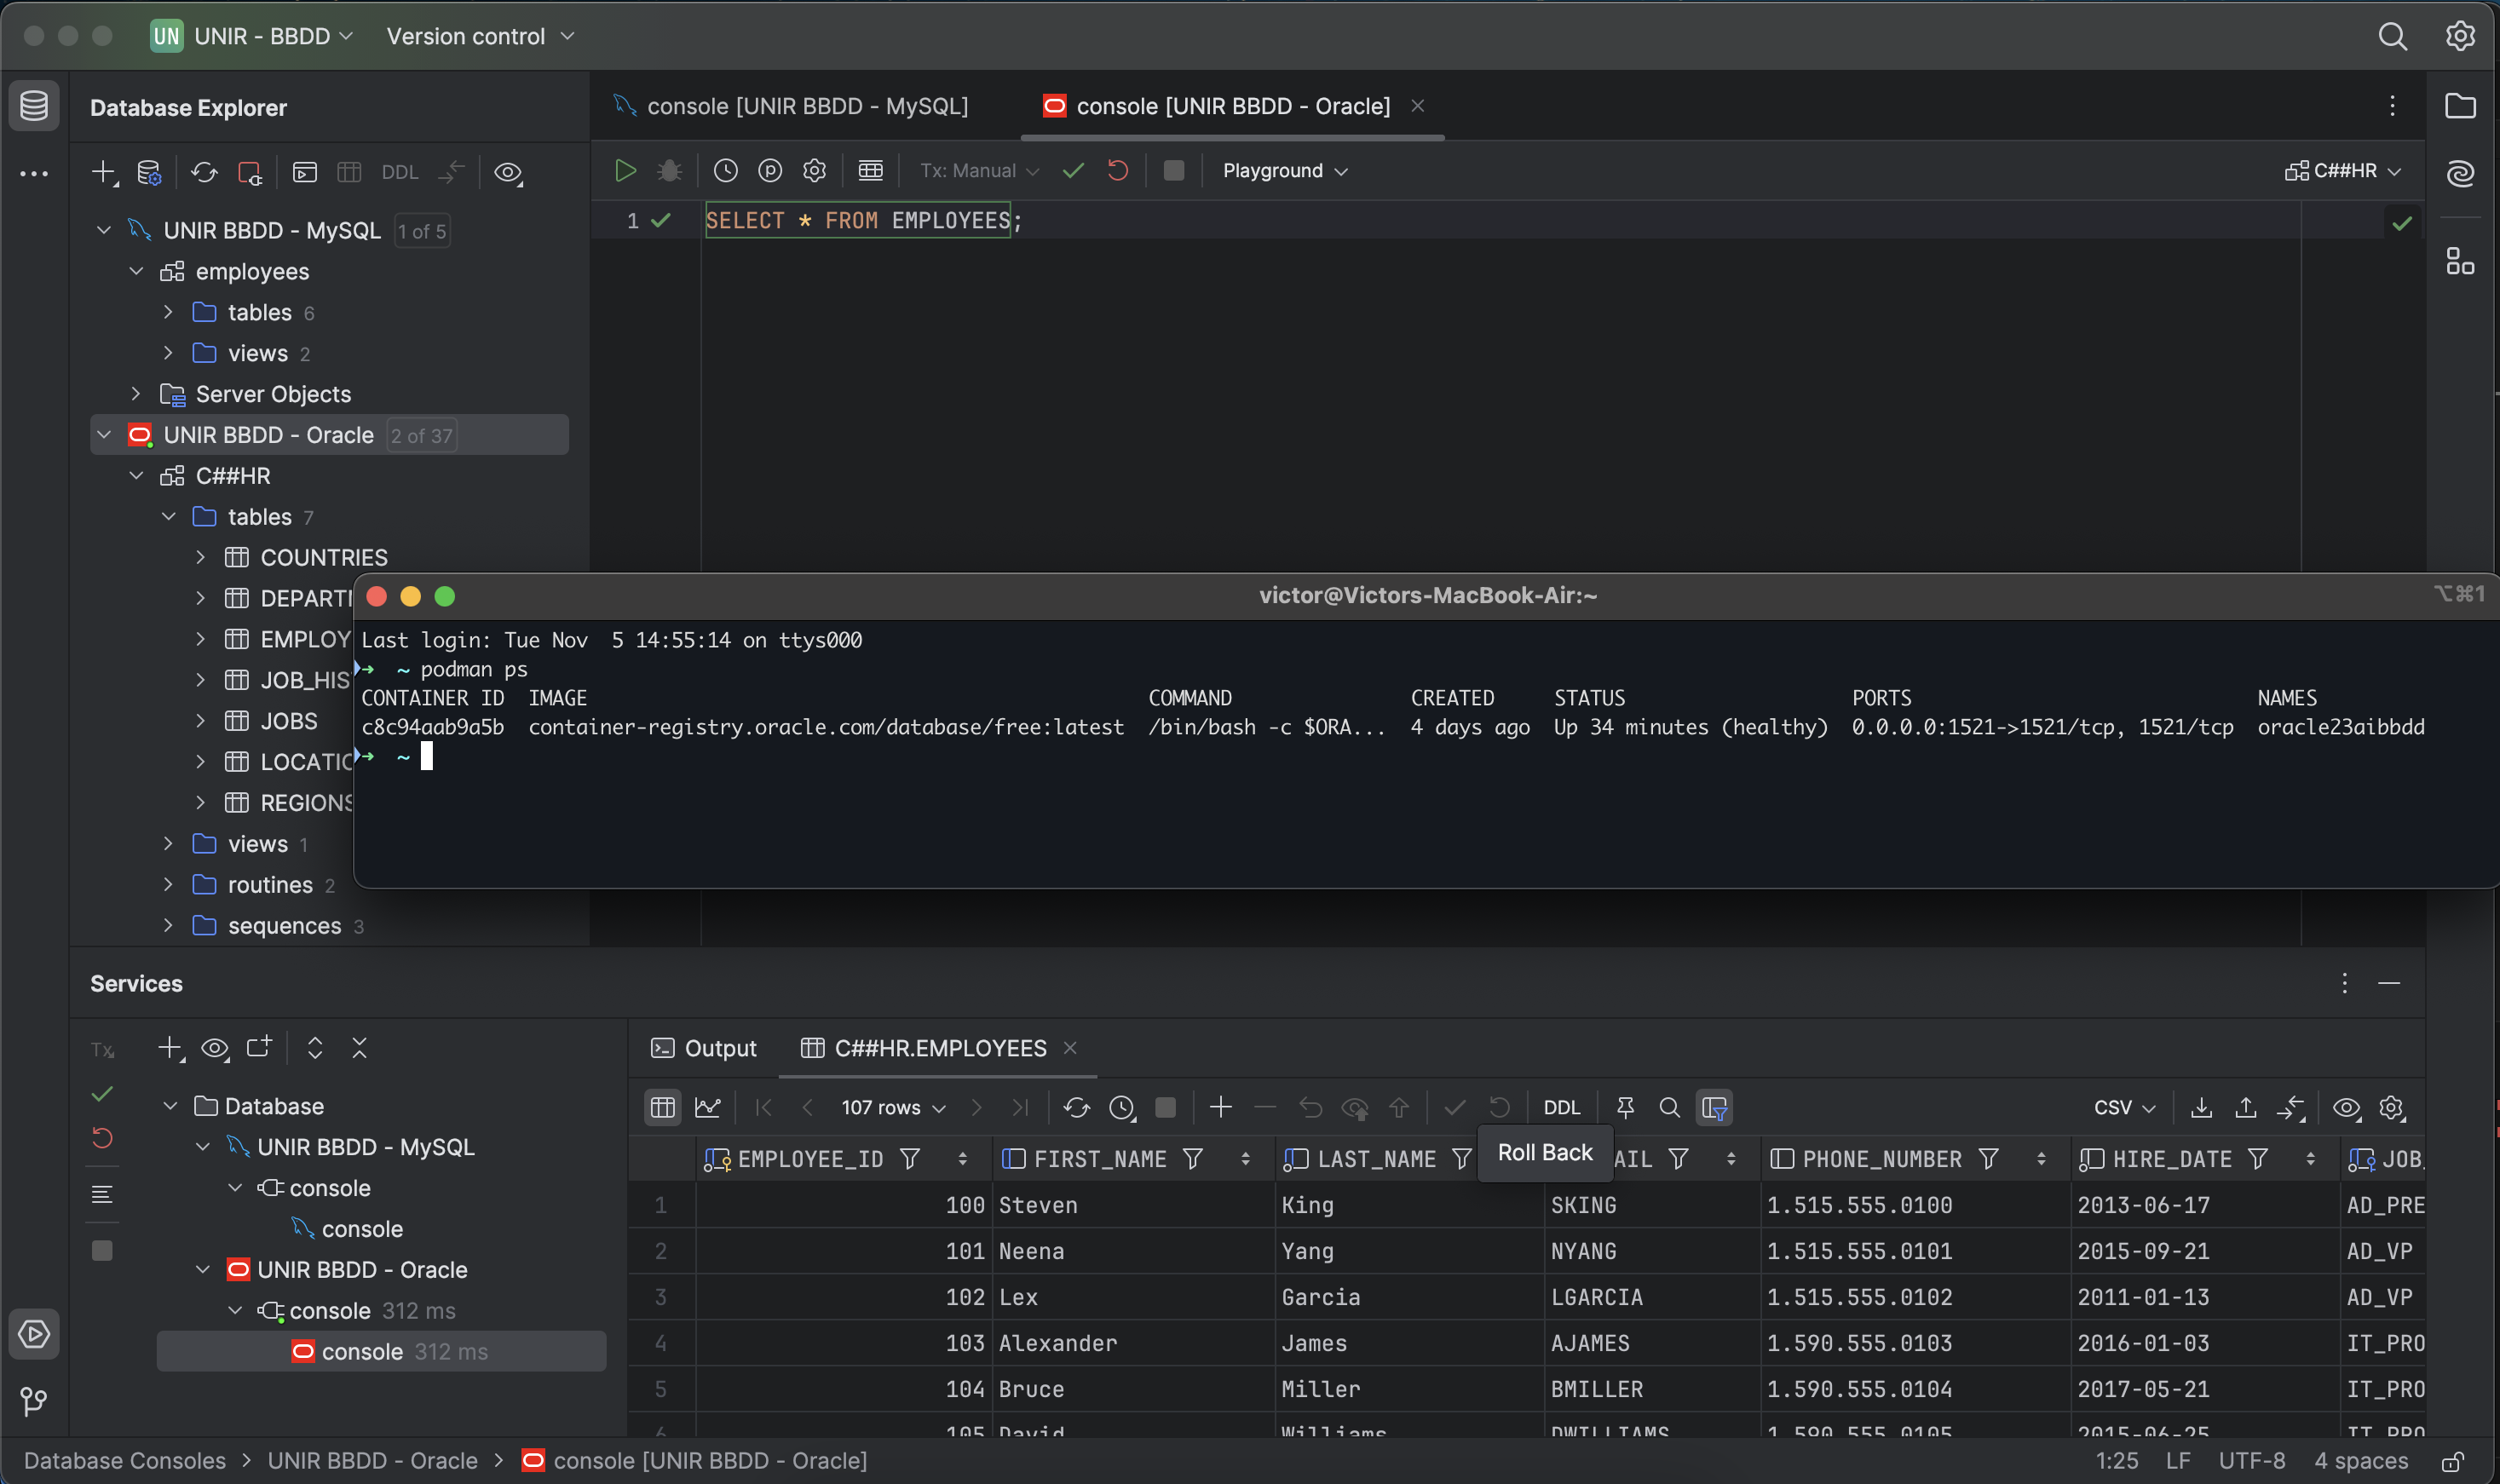 UN UNIR - BBDD Version control
Database Explorer
DDL
UNIR BBDD - MySQL 1 of 5
employees
tables 6
views 2
Server Objects
UNIR BBDD - Oracle 2 of 37
C##HR
tables 7
COUNTRIES
DEPARTM
EMPLOY
JOB_HIS
JOBS
LOCATIO
REGIONS
views 1
routines 2
sequences 3
console [UNIR BBDD - MySQL] console [UNIR BBDD - Oracle]
Tx: Manual Playground C##HR
1 SELECT * FROM EMPLOYEES;
victor@Victors-MacBook-Air:~ ⌥⌘1
Last login: Tue Nov  5 14:55:14 on ttys000
➜ ~ podman ps
CONTAINER ID IMAGE COMMAND CREATED STATUS PORTS NAMES
c8c94aab9a5b container-registry.oracle.com/database/free:latest /bin/bash -c $ORA... 4 days ago Up 34 minutes (healthy) 0.0.0.0:1521->1521/tcp, 1521/tcp oracle23aibbdd
➜ ~
Services
Tx
Database
UNIR BBDD - MySQL
console
console
UNIR BBDD - Oracle
console 312 ms
console 312 ms
Output C##HR.EMPLOYEES
107 rows DDL CSV
Roll Back
EMPLOYEE_ID FIRST_NAME LAST_NAME AIL PHONE_NUMBER HIRE_DATE JOB_
1 100 Steven King SKING 1.515.555.0100 2013-06-17 AD_PRE
2 101 Neena Yang NYANG 1.515.555.0101 2015-09-21 AD_VP
3 102 Lex Garcia LGARCIA 1.515.555.0102 2011-01-13 AD_VP
4 103 Alexander James AJAMES 1.590.555.0103 2016-01-03 IT_PRO
5 104 Bruce Miller BMILLER 1.590.555.0104 2017-05-21 IT_PRO
6 105 David Williams DWILLIAMS 1.590.555.0105 2015-06-25 IT_PRO
Database Consoles > UNIR BBDD - Oracle > console [UNIR BBDD - Oracle] 1:25 LF UTF-8 4 spaces